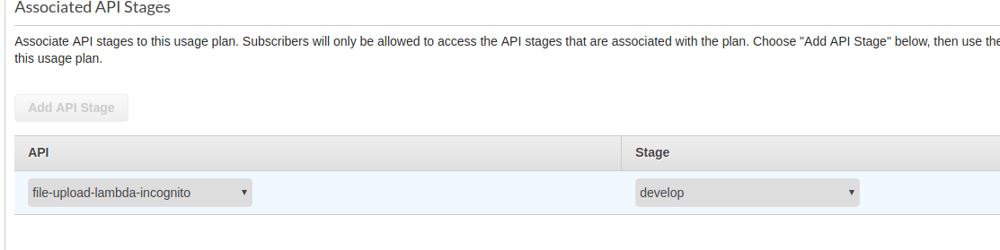 Associated API Stages
Associate API stages to this usage plan. Subscribers will only be allowed to access the API stages that are associated with the plan. Choose "Add API Stage" below, then use the
this usage plan.
Add API Stage
API Stage
file-upload-lambda-incognito develop